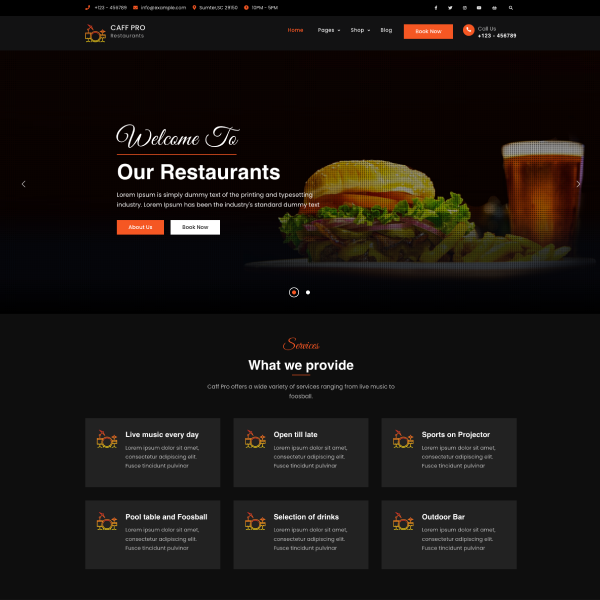 +123 - 456789 info@example.com Sumter,SC 29150 10PM - 5PM
CAFF PRO
Restaurants
Home Pages Shop Blog Book Now Call Us
+123 - 456789
Welcome To
Our Restaurants
Lorem Ipsum is simply dummy text of the printing and typesetting
industry. Lorem Ipsum has been the industry's standard dummy text
About Us Book Now
Services
What we provide
Caff Pro offers a wide variety of services ranging from live music to
foosball.
Live music every day
Lorem ipsum dolor sit amet,
consectetur adipiscing elit.
Fusce tincidunt pulvinar
Open till late
Lorem ipsum dolor sit amet,
consectetur adipiscing elit.
Fusce tincidunt pulvinar
Sports on Projector
Lorem ipsum dolor sit amet,
consectetur adipiscing elit.
Fusce tincidunt pulvinar
Pool table and Foosball
Lorem ipsum dolor sit amet,
consectetur adipiscing elit.
Fusce tincidunt pulvinar
Selection of drinks
Lorem ipsum dolor sit amet,
consectetur adipiscing elit.
Fusce tincidunt pulvinar
Outdoor Bar
Lorem ipsum dolor sit amet,
consectetur adipiscing elit.
Fusce tincidunt pulvinar